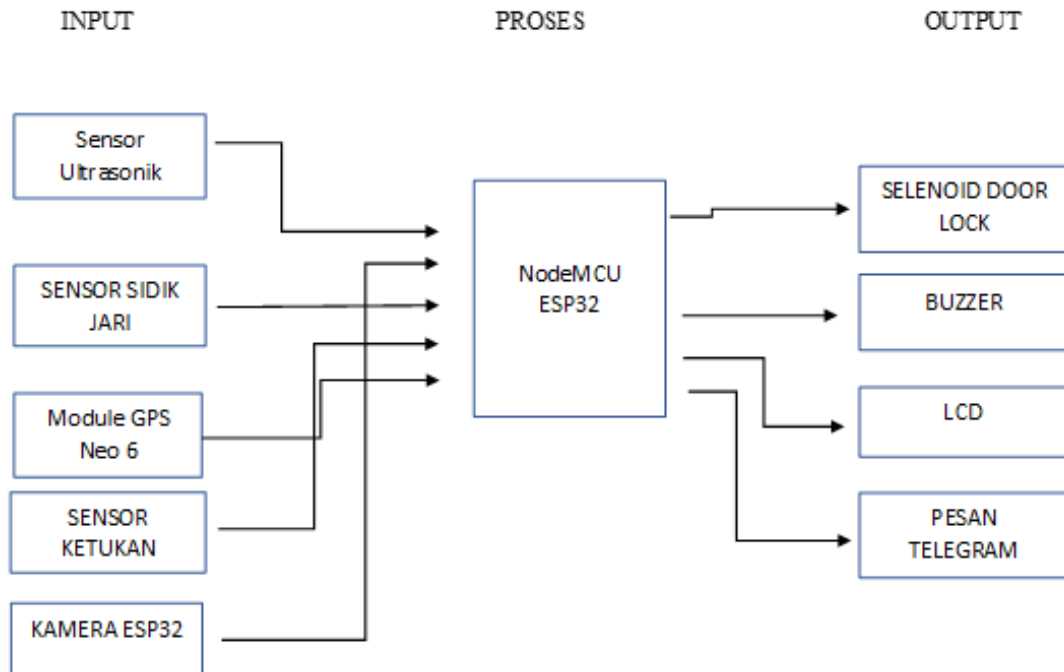 INPUT
PROSES
OUTPUT
Sensor
Ultrasonik
SENSOR SIDIK
JARI
Module GPS
Neo 6
SENSOR
KETUKAN
KAMERA ESP32
NodeMCU
ESP32
SELENOID DOOR
LOCK
BUZZER
LCD
PESAN
TELEGRAM